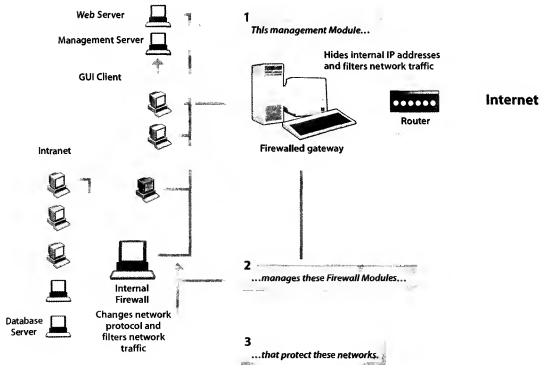 Web Server
Management Server
GUI Client
Intranet
Database
Server
Internal
Firewall
Changes network
protocol and
filters network
traffic
1
This management Module...
Hides internal IP addresses
and filters network traffic
Firewalled gateway
Router
Internet
2
...manages these Firewall Modules...
3
...that protect these networks.